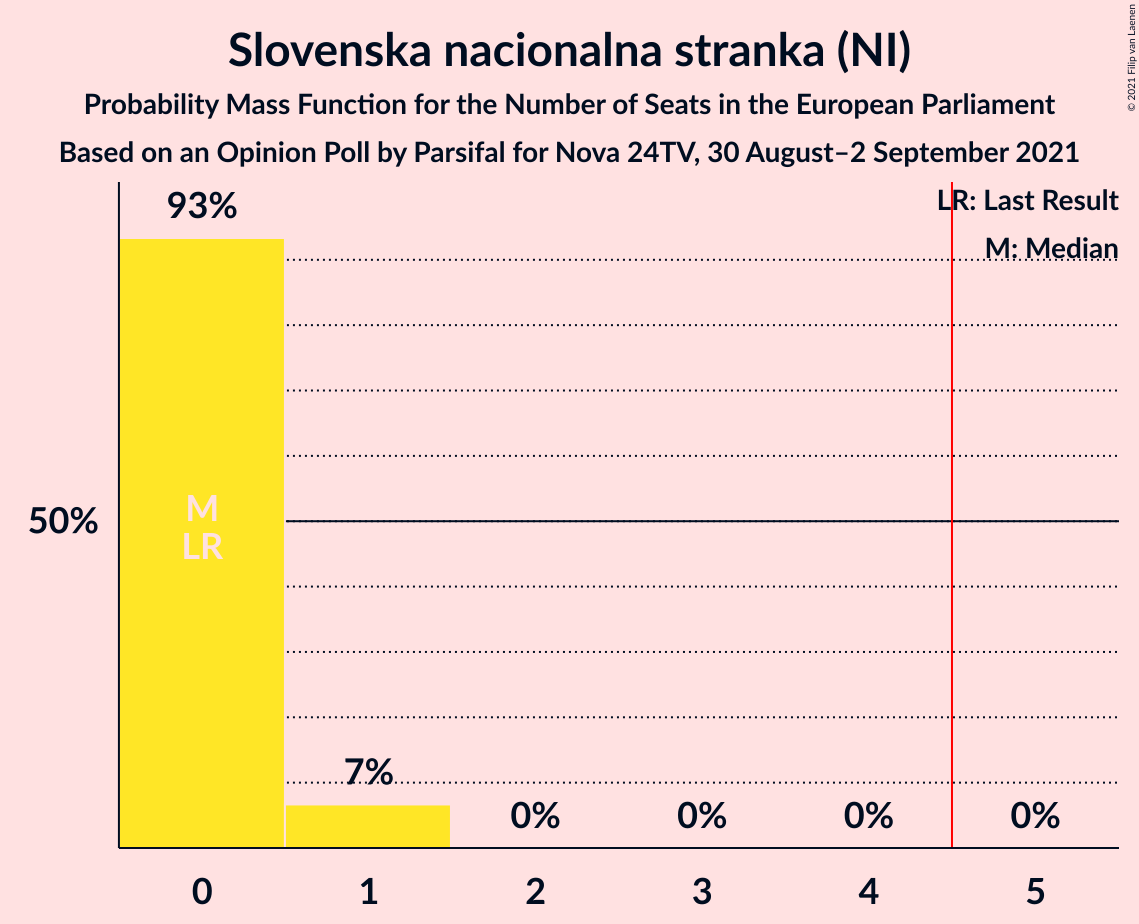 Slovenska nacionalna stranka (NI)
Probability Mass Function for the Number of Seats in the European Parliament
Based on an Opinion Poll by Parsifal for Nova 24TV, 30 August–2 September 2021
© 2021 Filip van Laenen
LR: Last Result
M: Median
93%
50%
M
LR
7%
0%
0%
0%
0%
0
1
2
3
4
5